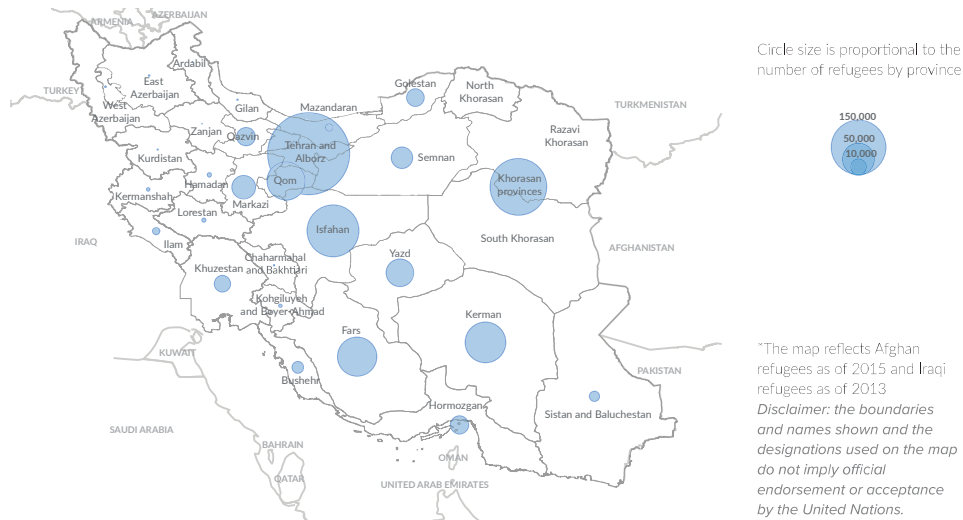 AZERBAIJAN
ARMENIA
Ardabil
TURKEY
East
Azerbaijan
West
Azerbaijan
Gilan
Mazandaran
Golestan
North
Khorasan
TURKMENISTAN
Zanjan
Qazvin
Tehran and
Alborz
Semnan
Razavi
Khorasan
Kurdistan
Hamadan
Qom
Khorasan
provinces
Kermanshah
Markazi
Lorestan
Isfahan
South Khorasan
IRAQ
Ilam
AFGHANISTAN
Chaharmahal
and Bakhtiari
Khuzestan
Yazd
Kohgiluyeh
and Boyer-Ahmad
Fars
Kerman
KUWAIT
Bushehr
PAKISTAN
Hormozgan
Sistan and Baluchestan
SAUDI ARABIA
BAHRAIN
OMAN
QATAR
UNITED ARAB EMIRATES
Circle size is proportional to the
number of refugees by province
150,000
50,000
10,000
*The map reflects Afghan
refugees as of 2015 and Iraqi
refugees as of 2013
Disclaimer: the boundaries
and names shown and the
designations used on the map
do not imply official
endorsement or acceptance
by the United Nations.